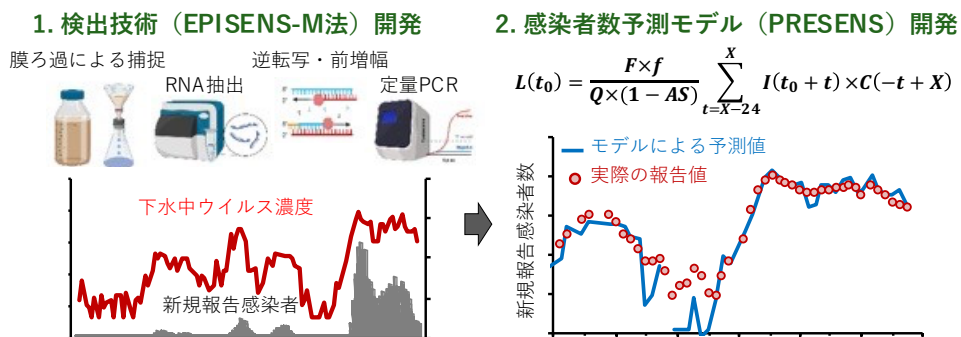 1. 検出技術（EPISENS-M法）開発
膜ろ過による捕捉
逆転写・前増幅
RNA抽出
定量PCR
下水中ウイルス濃度
新規報告感染者
2. 感染者数予測モデル（PRESENS）開発
L(t₀) = F×f / Q×(1 − AS) ∑ I(t₀ + t) ×C(−t + X)
X
t=X−24
モデルによる予測値
実際の報告値
新規報告感染者数